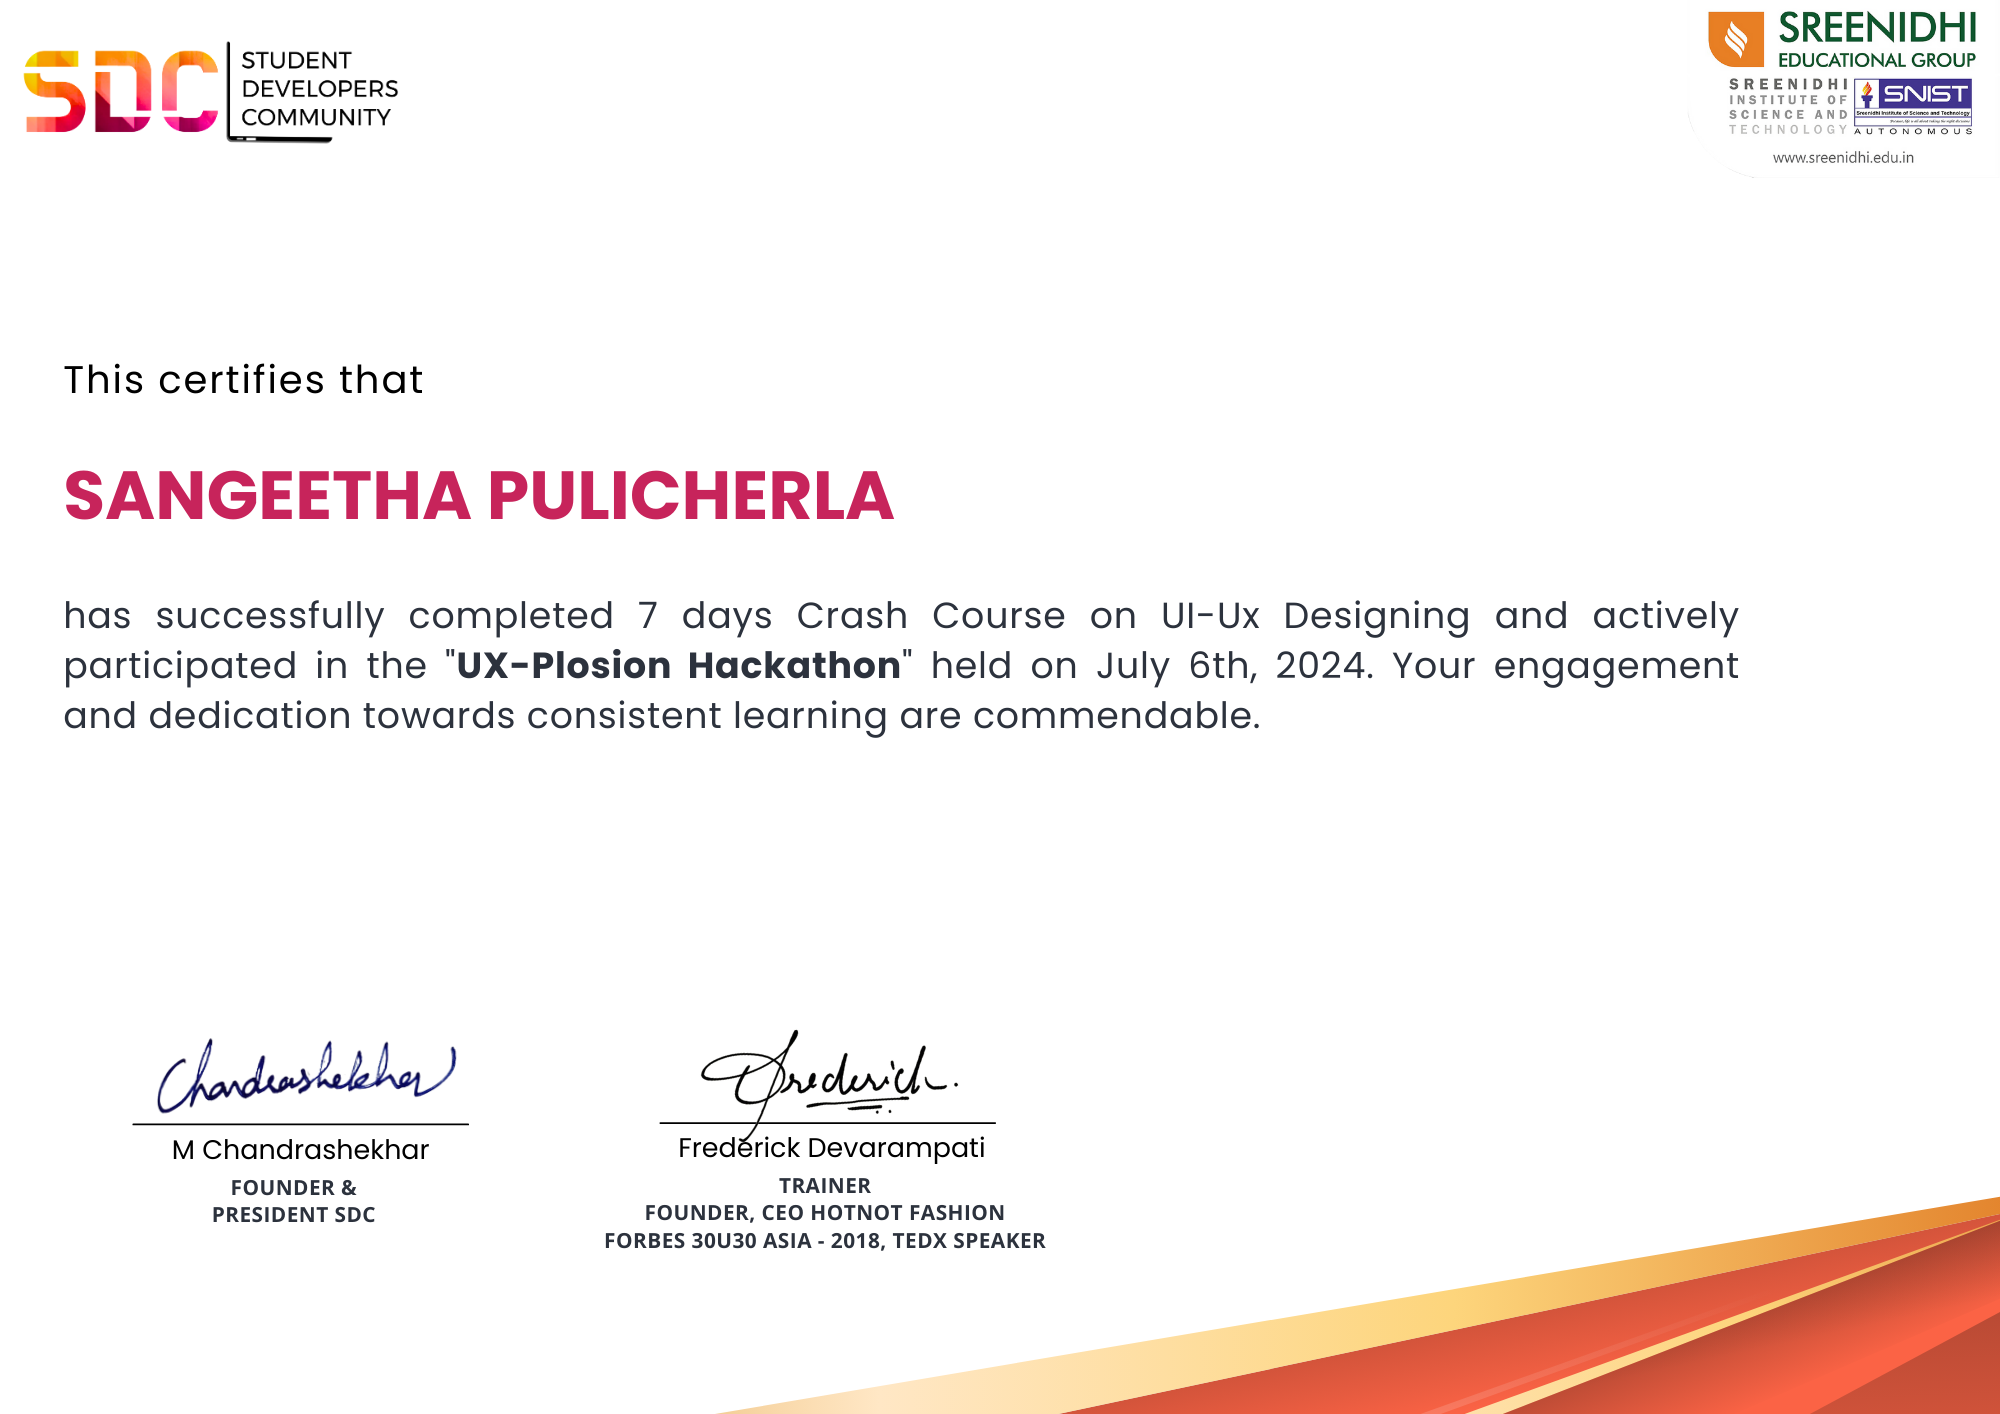 SDC
STUDENT
DEVELOPERS
COMMUNITY
SREENIDHI
EDUCATIONAL GROUP
SREENIDHI
INSTITUTE OF
SCIENCE AND
TECHNOLOGY
SNIST
Sreenidhi Institute of Science and Technology
AUTONOMOUS
www.sreenidhi.edu.in
This certifies that
SANGEETHA PULICHERLA
has successfully completed 7 days Crash Course on UI-Ux Designing and actively
participated in the "UX-Plosion Hackathon" held on July 6th, 2024. Your engagement
and dedication towards consistent learning are commendable.
Chandrashekhar
Frederick.
M Chandrashekhar
FOUNDER &
PRESIDENT SDC
Frederick Devarampati
TRAINER
FOUNDER, CEO HOTNOT FASHION
FORBES 30U30 ASIA - 2018, TEDX SPEAKER